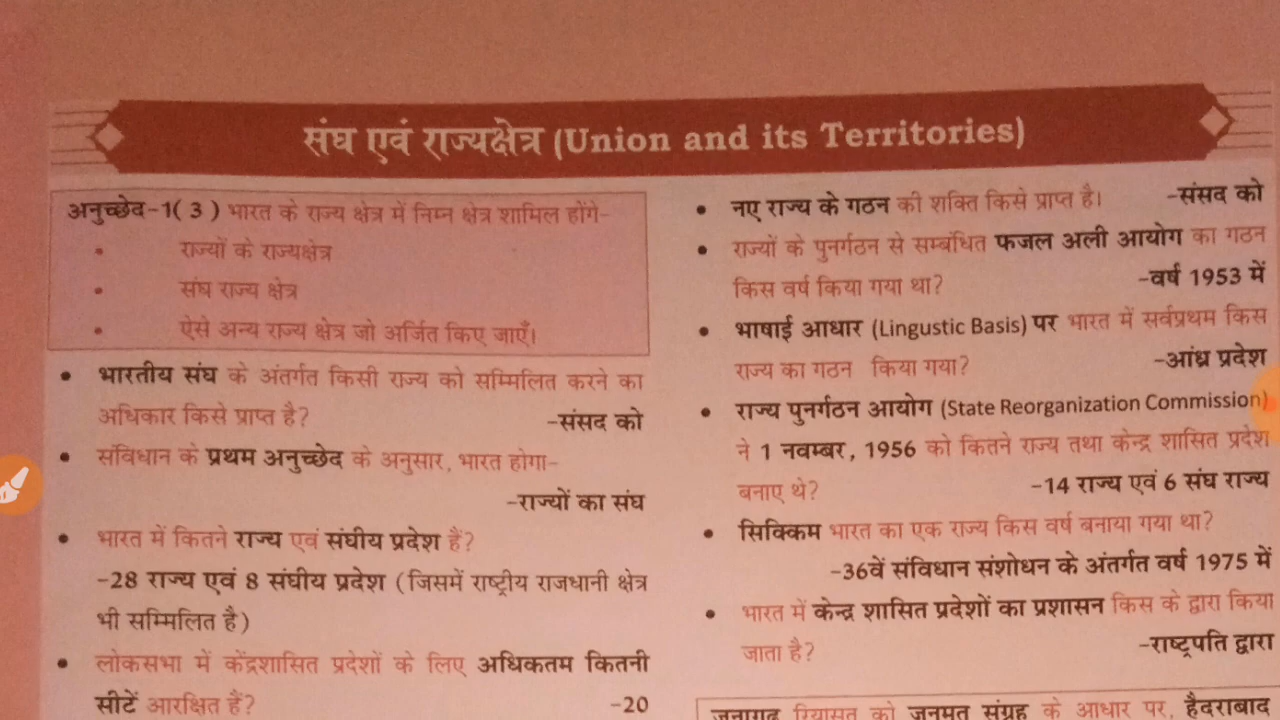 संघ एवं राज्यक्षेत्र (Union and its Territories)
अनुच्छेद-1( 3 ) भारत के राज्य क्षेत्र में निम्न क्षेत्र शामिल होंगे-
• राज्यों के राज्यक्षेत्र
• संघ राज्य क्षेत्र
• ऐसे अन्य राज्य क्षेत्र जो अर्जित किए जाएँ।
• भारतीय संघ के अंतर्गत किसी राज्य को सम्मिलित करने का
अधिकार किसे प्राप्त है? -संसद को
• संविधान के प्रथम अनुच्छेद के अनुसार, भारत होगा-
-राज्यों का संघ
• भारत में कितने राज्य एवं संघीय प्रदेश हैं?
-28 राज्य एवं 8 संघीय प्रदेश (जिसमें राष्ट्रीय राजधानी क्षेत्र
भी सम्मिलित है)
• लोकसभा में केंद्रशासित प्रदेशों के लिए अधिकतम कितनी
सीटें आरक्षित हैं? -20
• नए राज्य के गठन की शक्ति किसे प्राप्त है। -संसद को
• राज्यों के पुनर्गठन से सम्बंधित फजल अली आयोग का गठन
किस वर्ष किया गया था? -वर्ष 1953 में
• भाषाई आधार (Lingustic Basis) पर भारत में सर्वप्रथम किस
राज्य का गठन किया गया? -आंध्र प्रदेश
• राज्य पुनर्गठन आयोग (State Reorganization Commission)
ने 1 नवम्बर, 1956 को कितने राज्य तथा केन्द्र शासित प्रदेश
बनाए थे? -14 राज्य एवं 6 संघ राज्य
• सिक्किम भारत का एक राज्य किस वर्ष बनाया गया था?
-36वें संविधान संशोधन के अंतर्गत वर्ष 1975 में
• भारत में केन्द्र शासित प्रदेशों का प्रशासन किस के द्वारा किया
जाता है? -राष्ट्रपति द्वारा
जूनागढ़ रियासत को जनमत संग्रह के आधार पर, हैदराबाद